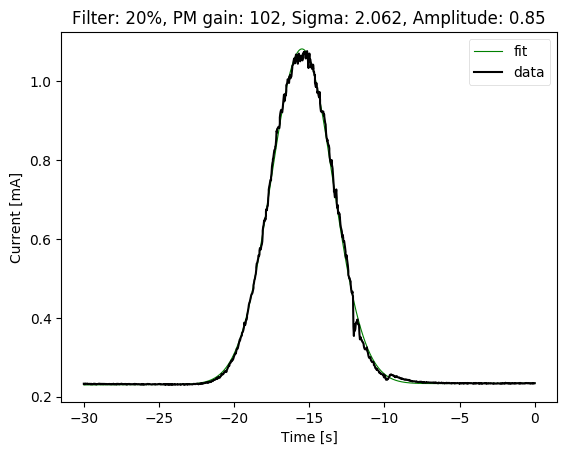 Filter: 20%, PM gain: 102, Sigma: 2.062, Amplitude: 0.85
fit
data
Current [mA]
1.0
0.8
0.6
0.4
0.2
−30
−25
−20
−15
−10
−5
0
Time [s]